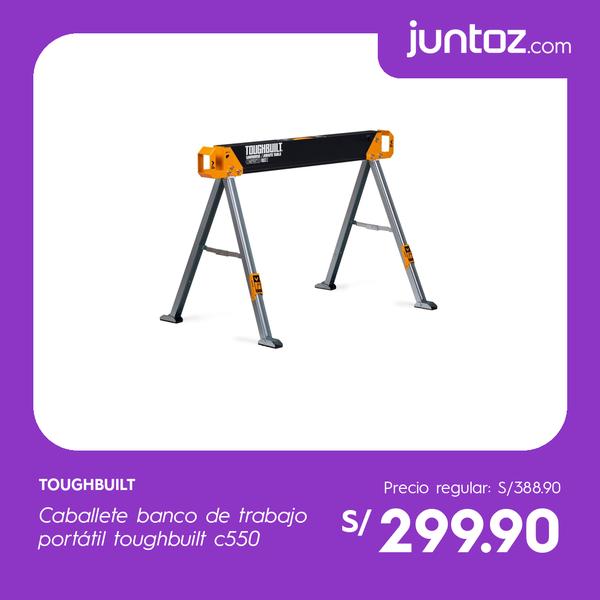 juntoz.com
TOUGHBUILT
TOUGHBUILT
Caballete banco de trabajo
portátil toughbuilt c550
Precio regular: S/388.90
S/299.90